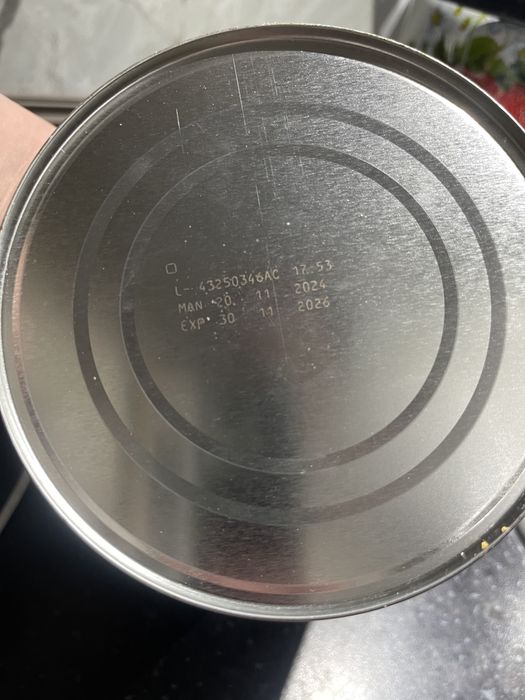 L- 43250346AC 17 53
MAN 20. 11 2024
EXP 30 11 2026